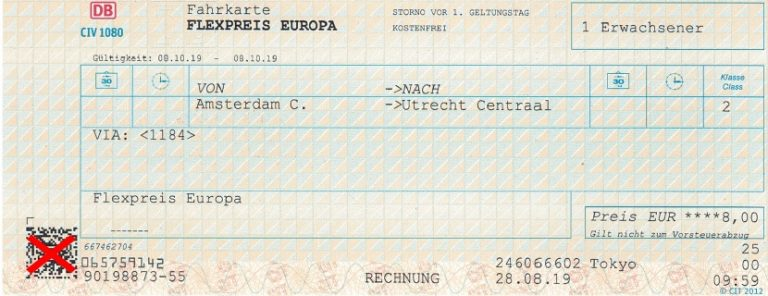 DB Fahrkarte STORNO VOR 1. GELTUNGSTAG
FLEXPREIS EUROPA KOSTENFREI 1 Erwachsener
CIV 1080
Gültigkeit: 08.10.19 - 08.10.19
30 VON ->NACH 30 Klasse
Class
Amsterdam C. ->Utrecht Centraal 2
VIA: <1184>
Flexpreis Europa
Preis EUR ****8,00
Gilt nicht zum Vorsteuerabzug
667462704 25
065759142 246066602 Tokyo 00
90198873-55 RECHNUNG 28.08.19 09:59
© CIT 2012